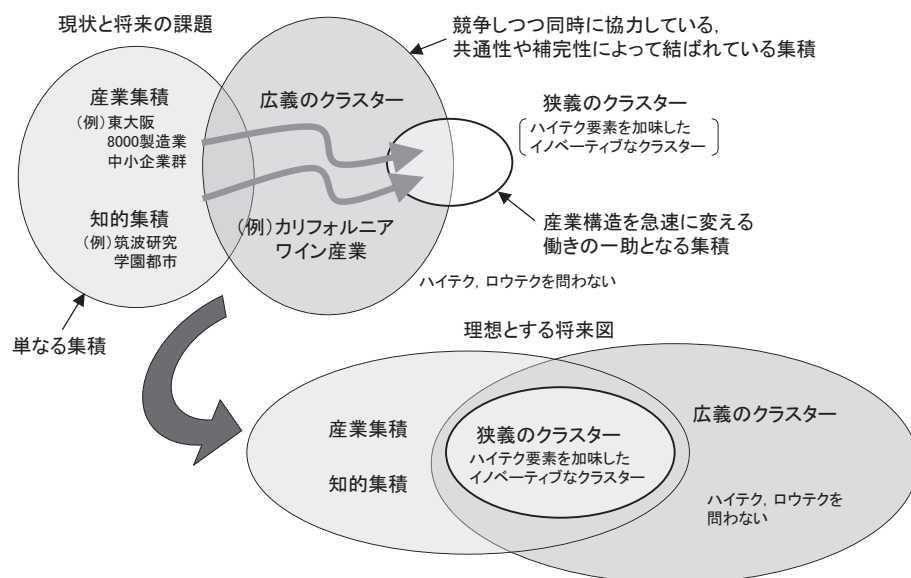 現状と将来の課題
競争しつつ同時に協力している,
共通性や補完性によって結ばれている集積
産業集積
(例)東大阪
8000製造業
中小企業群
広義のクラスター
狭義のクラスター
ハイテク要素を加味した
イノベーティブなクラスター
知的集積
(例)筑波研究
学園都市
(例)カリフォルニア
ワイン産業
産業構造を急速に変える
働きの一助となる集積
ハイテク, ロウテクを問わない
単なる集積
理想とする将来図
産業集積
知的集積
狭義のクラスター
ハイテク要素を加味した
イノベーティブなクラスター
広義のクラスター
ハイテク, ロウテクを
問わない